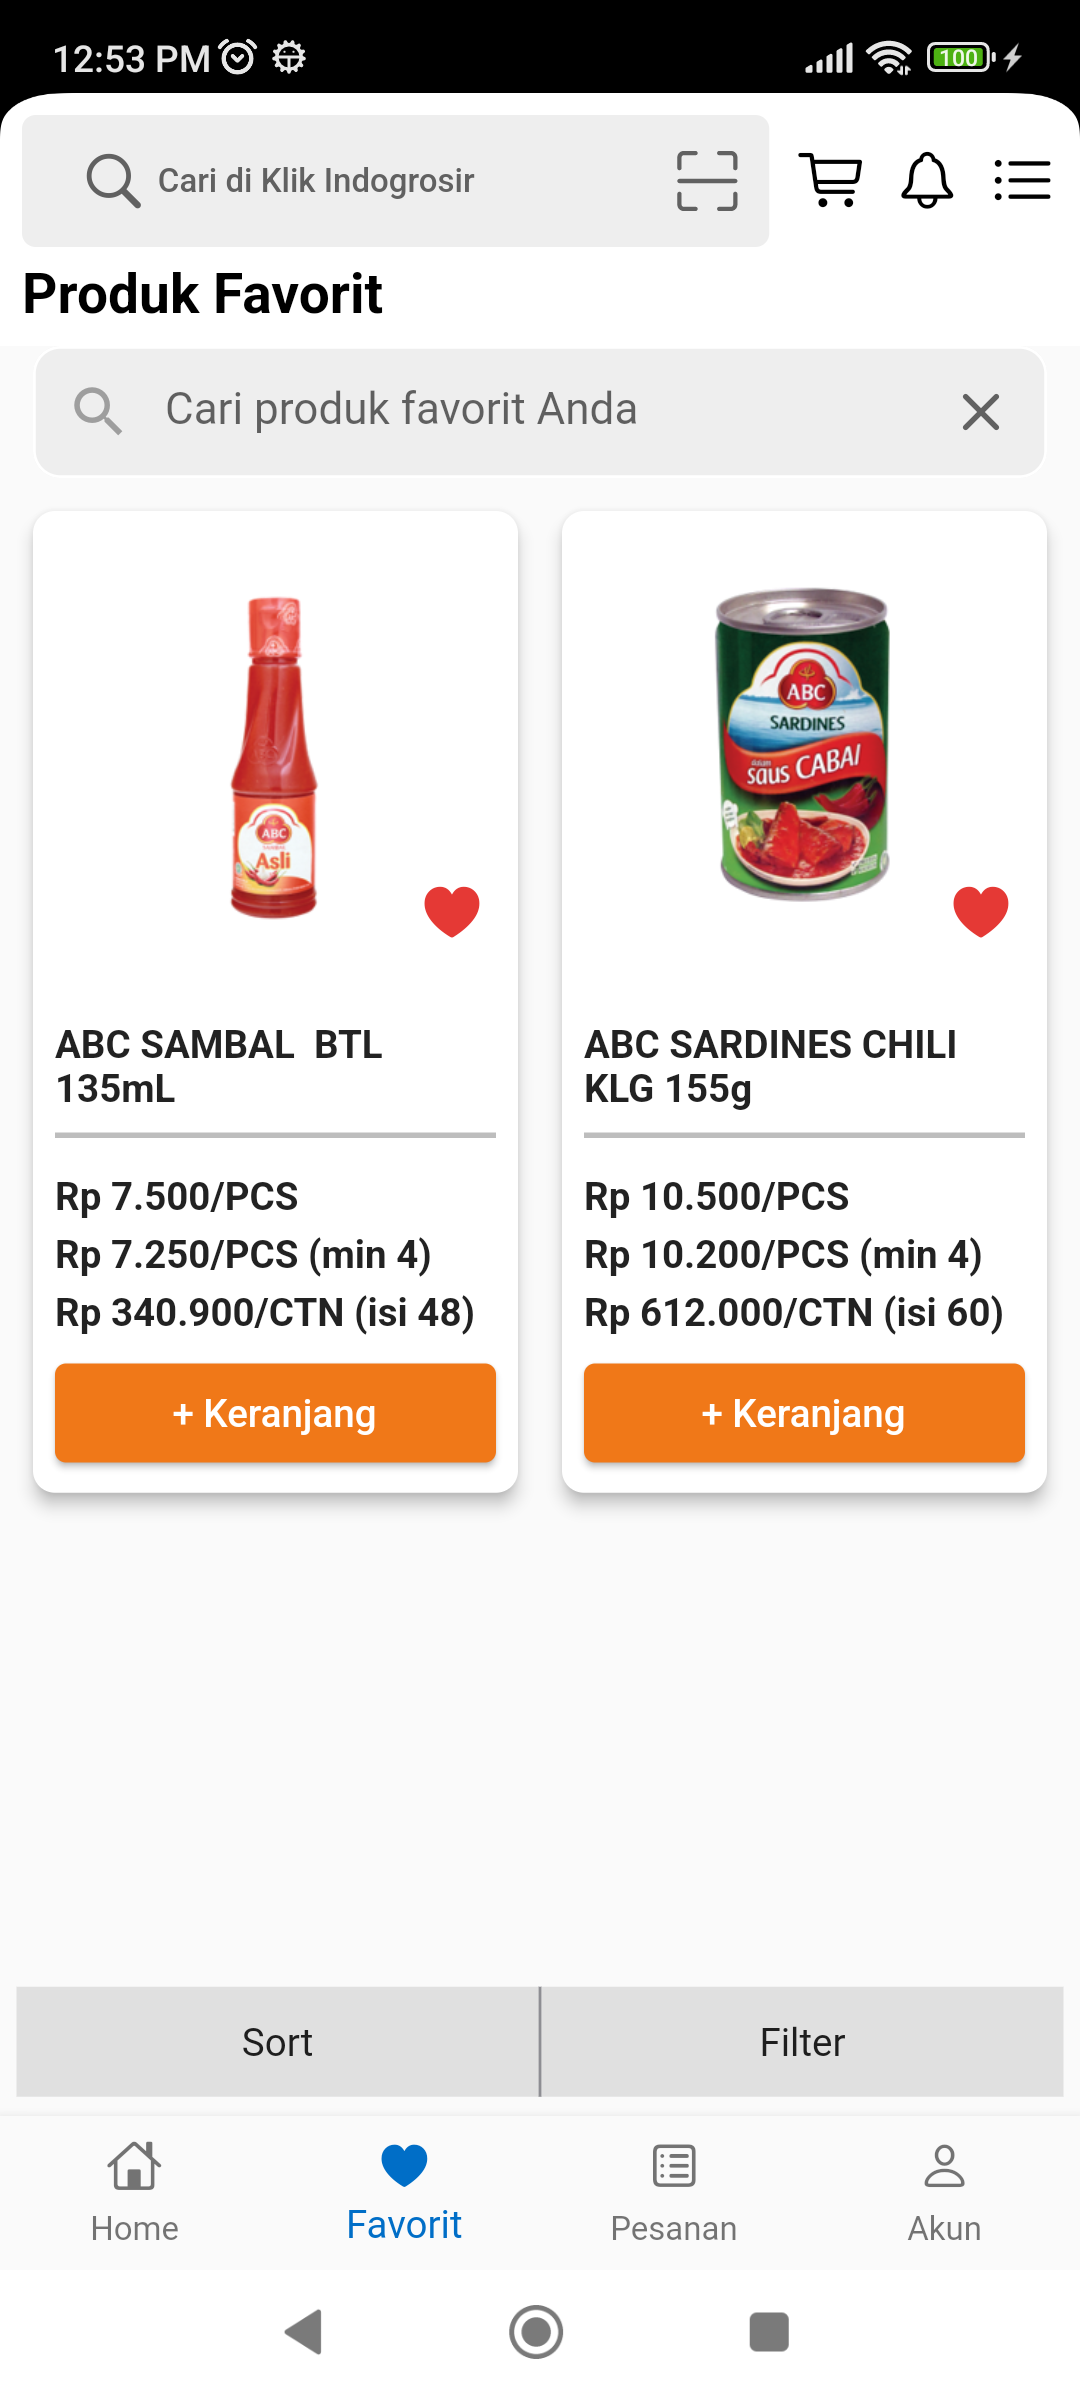 12:53 PM
100
Cari di Klik Indogrosir
Produk Favorit
Cari produk favorit Anda
ABC
Asli
ABC
SARDINES
dalam
saus CABAI
ABC SAMBAL  BTL
135mL
Rp 7.500/PCS
Rp 7.250/PCS (min 4)
Rp 340.900/CTN (isi 48)
+ Keranjang
ABC SARDINES CHILI
KLG 155g
Rp 10.500/PCS
Rp 10.200/PCS (min 4)
Rp 612.000/CTN (isi 60)
+ Keranjang
Sort
Filter
Home
Favorit
Pesanan
Akun